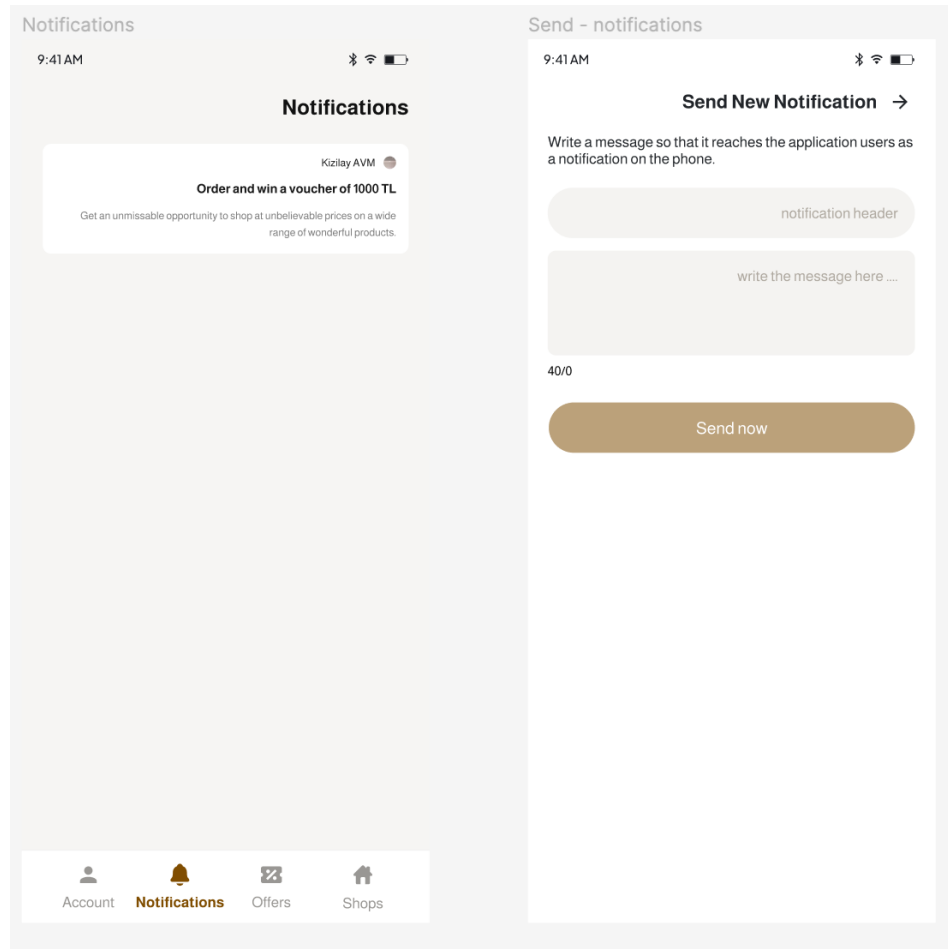 Notifications
9:41 AM
Notifications
Kizilay AVM
Order and win a voucher of 1000 TL
Get an unmissable opportunity to shop at unbelievable prices on a wide
range of wonderful products.
Account
Notifications
Offers
Shops
Send - notifications
9:41 AM
Send New Notification
Write a message so that it reaches the application users as
a notification on the phone.
notification header
write the message here ....
40/0
Send now